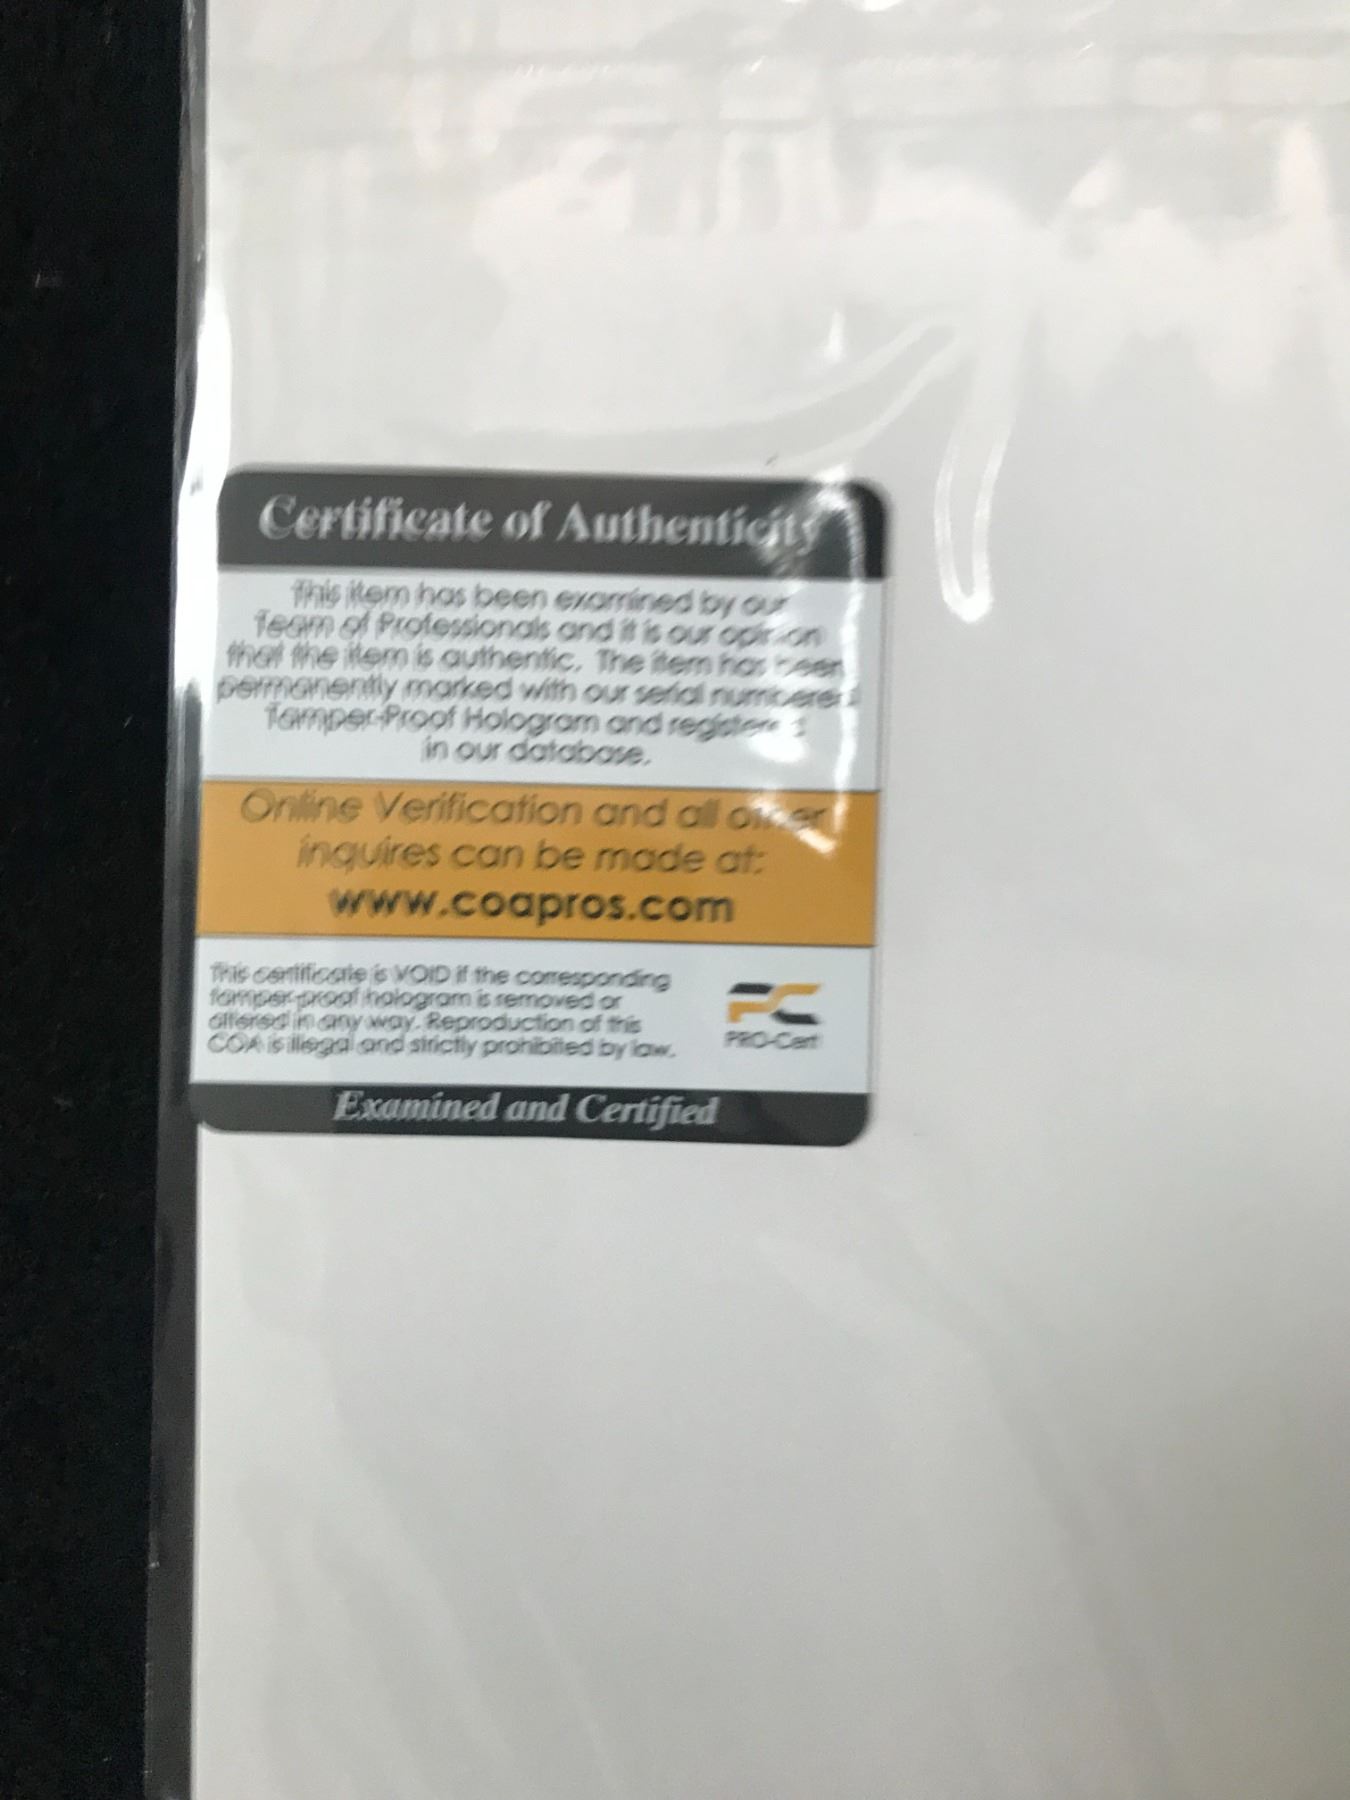 Certificate of Authenticity
This item has been examined by our
Team of Professionals and it is our opinion
that the item is authentic. The item has been
permanently marked with our serial numbered
Tamper-Proof Hologram and registered
in our database.
Online Verification and all other
inquires can be made at:
www.coapros.com
This certificate is VOID if the corresponding
tamper-proof hologram is removed or
altered in any way. Reproduction of this
COA is illegal and strictly prohibited by law.
PC
PRO-Cert
Examined and Certified